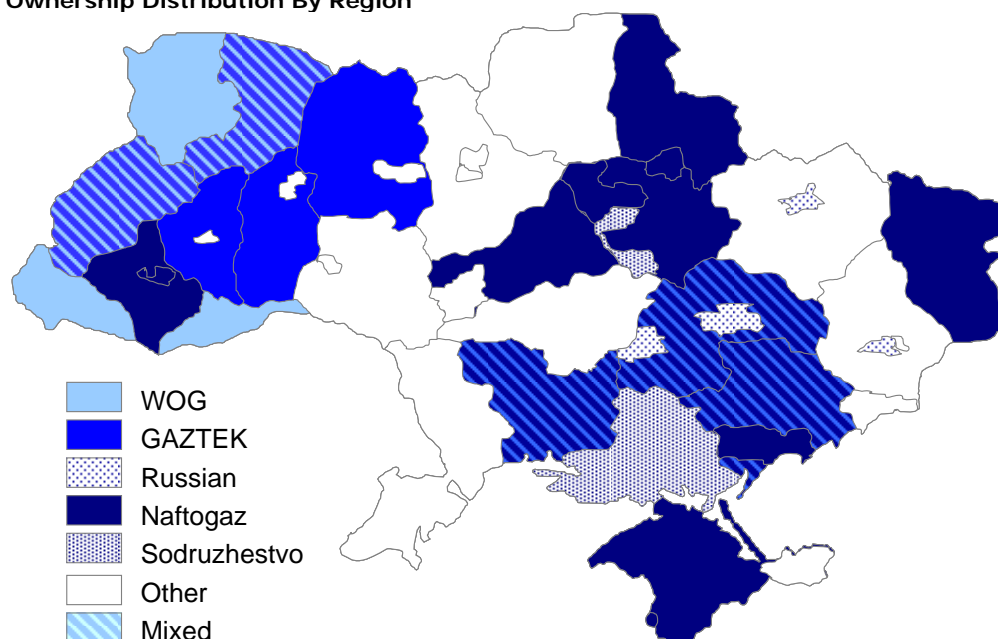 Ownership Distribution By Region
WOG
GAZTEK
Russian
Naftogaz
Sodruzhestvo
Other
Mixed